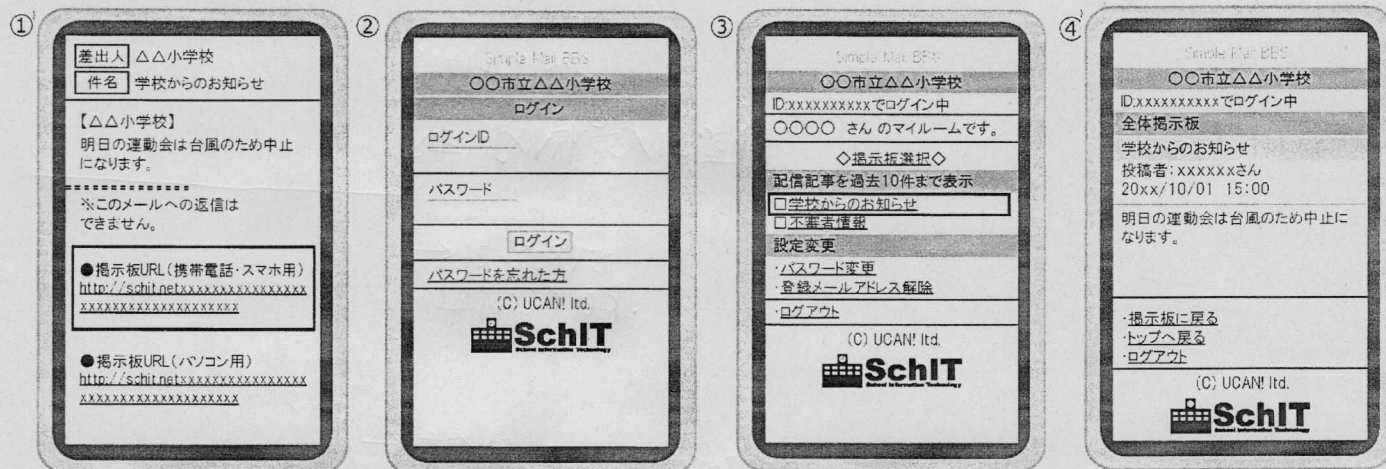 ①
差出人 △△小学校
件名 学校からのお知らせ
【△△小学校】
明日の運動会は台風のため中止
になります。
※このメールへの返信は
できません。
●掲示板URL(携帯電話・スマホ用)
http://schit.netxxxxxxxxxxxxxxxx
xxxxxxxxxxxxxxxxxxxx
●掲示板URL(パソコン用)
http://schit.netxxxxxxxxxxxxxxxx
xxxxxxxxxxxxxxxxxxxx
②
Simple Mail BBS
〇〇市立△△小学校
ログイン
ログインID
パスワード
ログイン
パスワードを忘れた方
(C) UCAN! ltd.
SchIT
School Information Technology
③
Simple Mail BBS
〇〇市立△△小学校
ID:xxxxxxxxxxでログイン中
〇〇〇〇 さん のマイルームです。
◇掲示板選択◇
配信記事を過去10件まで表示
□学校からのお知らせ
□不審者情報
設定変更
・パスワード変更
・登録メールアドレス解除
・ログアウト
(C) UCAN! ltd.
SchIT
School Information Technology
④
Simple Mail BBS
〇〇市立△△小学校
ID:xxxxxxxxxxでログイン中
全体掲示板
学校からのお知らせ
投稿者:xxxxxxさん
20xx/10/01 15:00
明日の運動会は台風のため中止に
なります。
・掲示板に戻る
・トップへ戻る
・ログアウト
(C) UCAN! ltd.
SchIT
School Information Technology